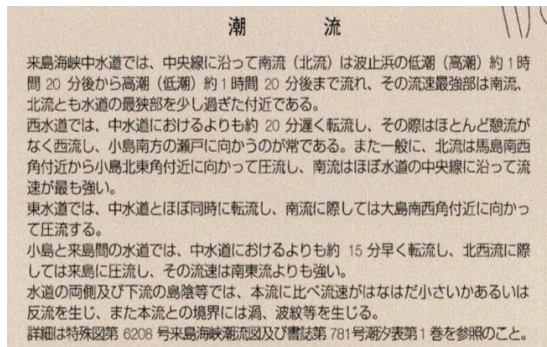 潮　流
来島海峡中水道では、中央線に沿って南流（北流）は波止浜の低潮（高潮）約１時
間 20 分後から高潮（低潮）約１時間 20 分後まで流れ、その流速最強部は南流、
北流とも水道の最狭部を少し過ぎた付近である。
西水道では、中水道におけるよりも約 20 分遅く転流し、その際はほとんど憩流が
なく西流し、小島南方の瀬戸に向かうのが常である。また一般に、北流は馬島南西
角付近から小島北東角付近に向かって圧流し、南流はほぼ水道の中央線に沿って流
速が最も強い。
東水道では、中水道とほぼ同時に転流し、南流に際しては大島南西角付近に向かっ
て圧流する。
小島と来島間の水道では、中水道におけるよりも約 15 分早く転流し、北西流に際
しては来島に圧流し、その流速は南東流よりも強い。
水道の両側及び下流の島陰等では、本流に比べ流速がはなはだ小さいかあるいは
反流を生じ、また本流との境界には渦、波紋等を生じる。
詳細は特殊図第 6208 号来島海峡潮流図及び書誌第 781号潮汐表第１巻を参照のこと。